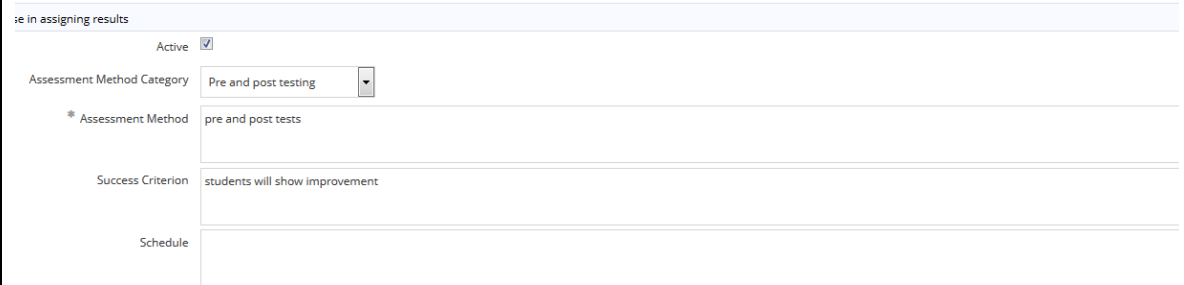 se in assigning results
Active
Assessment Method Category Pre and post testing
* Assessment Method pre and post tests
Success Criterion students will show improvement
Schedule